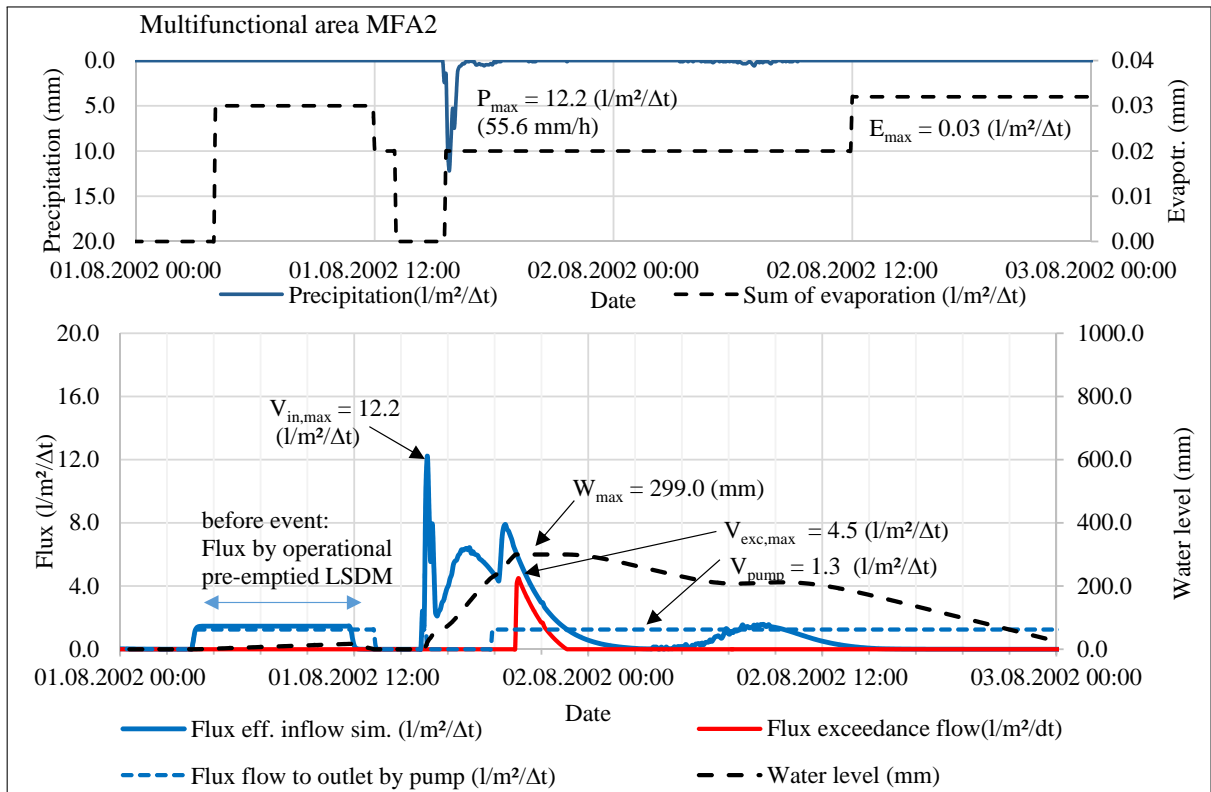 Multifunctional area MFA2
Precipitation (mm)
0.0
5.0
10.0
15.0
20.0
P_max = 12.2 (l/m²/Δt)
(55.6 mm/h)
E_max = 0.03 (l/m²/Δt)
0.04
0.03
0.02
0.01
0.00
Evapotr. (mm)
01.08.2002 00:00 01.08.2002 12:00 02.08.2002 00:00 02.08.2002 12:00 03.08.2002 00:00
Date
Precipitation(l/m²/Δt) Sum of evaporation (l/m²/Δt)
Flux (l/m²/Δt)
20.0
16.0
12.0
8.0
4.0
0.0
V_in,max = 12.2
(l/m²/Δt)
before event:
Flux by operational
pre-emptied LSDM
W_max = 299.0 (mm)
V_exc,max = 4.5 (l/m²/Δt)
V_pump = 1.3 (l/m²/Δt)
1000.0
800.0
600.0
400.0
200.0
0.0
Water level (mm)
01.08.2002 00:00 01.08.2002 12:00 02.08.2002 00:00 02.08.2002 12:00 03.08.2002 00:00
Date
Flux eff. inflow sim. (l/m²/Δt) Flux exceedance flow(l/m²/dt)
Flux flow to outlet by pump (l/m²/Δt) Water level (mm)